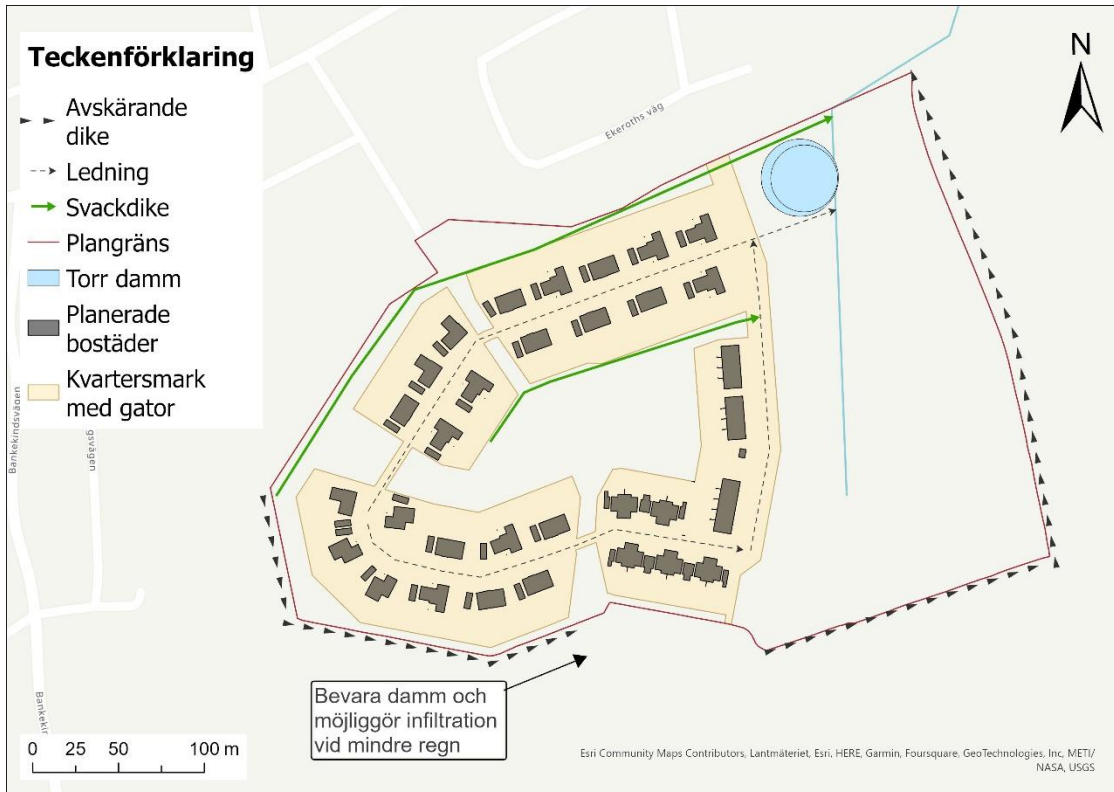 Teckenförklaring
Avskärande
dike
Ledning
Svackdike
Plangräns
Torr damm
Planerade
bostäder
Kvartersmark
med gator
N
Ekeroths väg
Bankekindsvägen
gsvägen
Bankekin
Bevara damm och
möjliggör infiltration
vid mindre regn
0 25 50 100 m
Esri Community Maps Contributors, Lantmäteriet, Esri, HERE, Garmin, Foursquare, GeoTechnologies, Inc, METI/
NASA, USGS